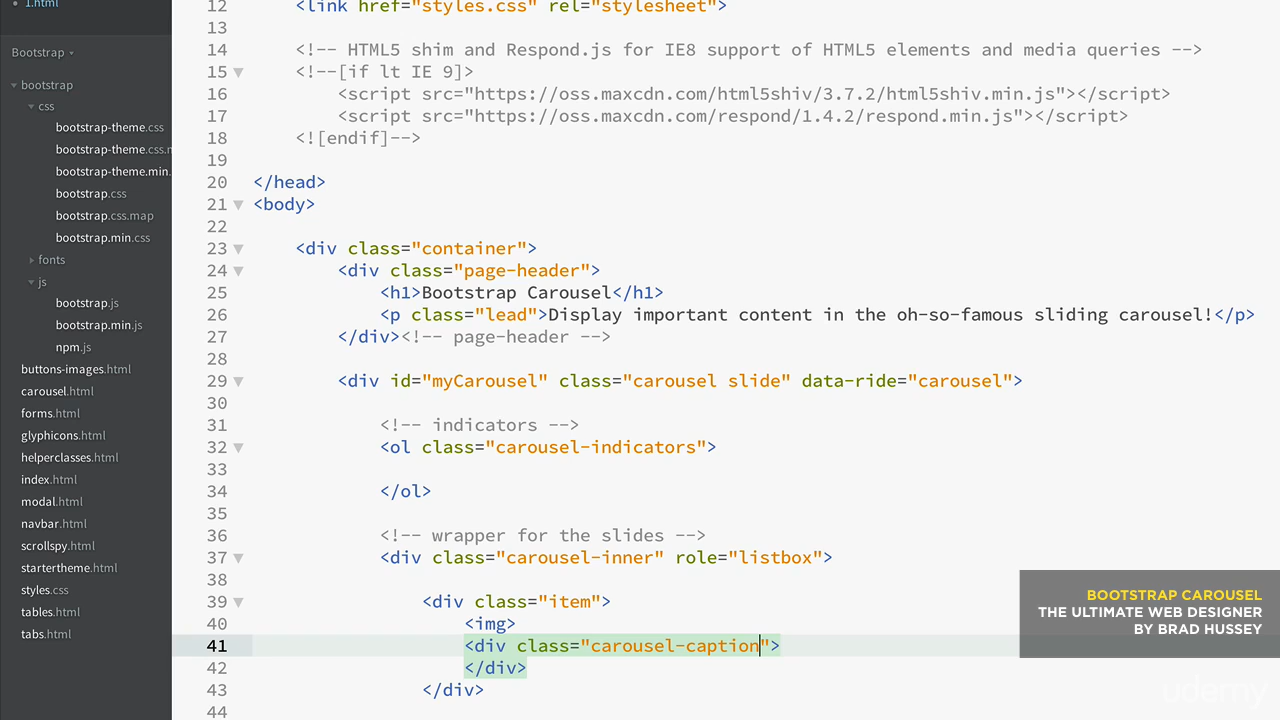 1.html
Bootstrap
bootstrap
css
bootstrap-theme.css
bootstrap-theme.css.m
bootstrap-theme.min.
bootstrap.css
bootstrap.css.map
bootstrap.min.css
fonts
js
bootstrap.js
bootstrap.min.js
npm.js
buttons-images.html
carousel.html
forms.html
glyphicons.html
helperclasses.html
index.html
modal.html
navbar.html
scrollspy.html
startertheme.html
styles.css
tables.html
tabs.html
12 <link href="styles.css" rel="stylesheet">
13
14 <!-- HTML5 shim and Respond.js for IE8 support of HTML5 elements and media queries -->
15 <!--[if lt IE 9]>
16 <script src="https://oss.maxcdn.com/html5shiv/3.7.2/html5shiv.min.js"></script>
17 <script src="https://oss.maxcdn.com/respond/1.4.2/respond.min.js"></script>
18 <![endif]-->
19
20 </head>
21 <body>
22
23 <div class="container">
24 <div class="page-header">
25 <h1>Bootstrap Carousel</h1>
26 <p class="lead">Display important content in the oh-so-famous sliding carousel!</p>
27 </div><!-- page-header -->
28
29 <div id="myCarousel" class="carousel slide" data-ride="carousel">
30
31 <!-- indicators -->
32 <ol class="carousel-indicators">
33
34 </ol>
35
36 <!-- wrapper for the slides -->
37 <div class="carousel-inner" role="listbox">
38
39 <div class="item">
40 <img>
41 <div class="carousel-caption">
42 </div>
43 </div>
44
BOOTSTRAP CAROUSEL
THE ULTIMATE WEB DESIGNER
BY BRAD HUSSEY
udemy